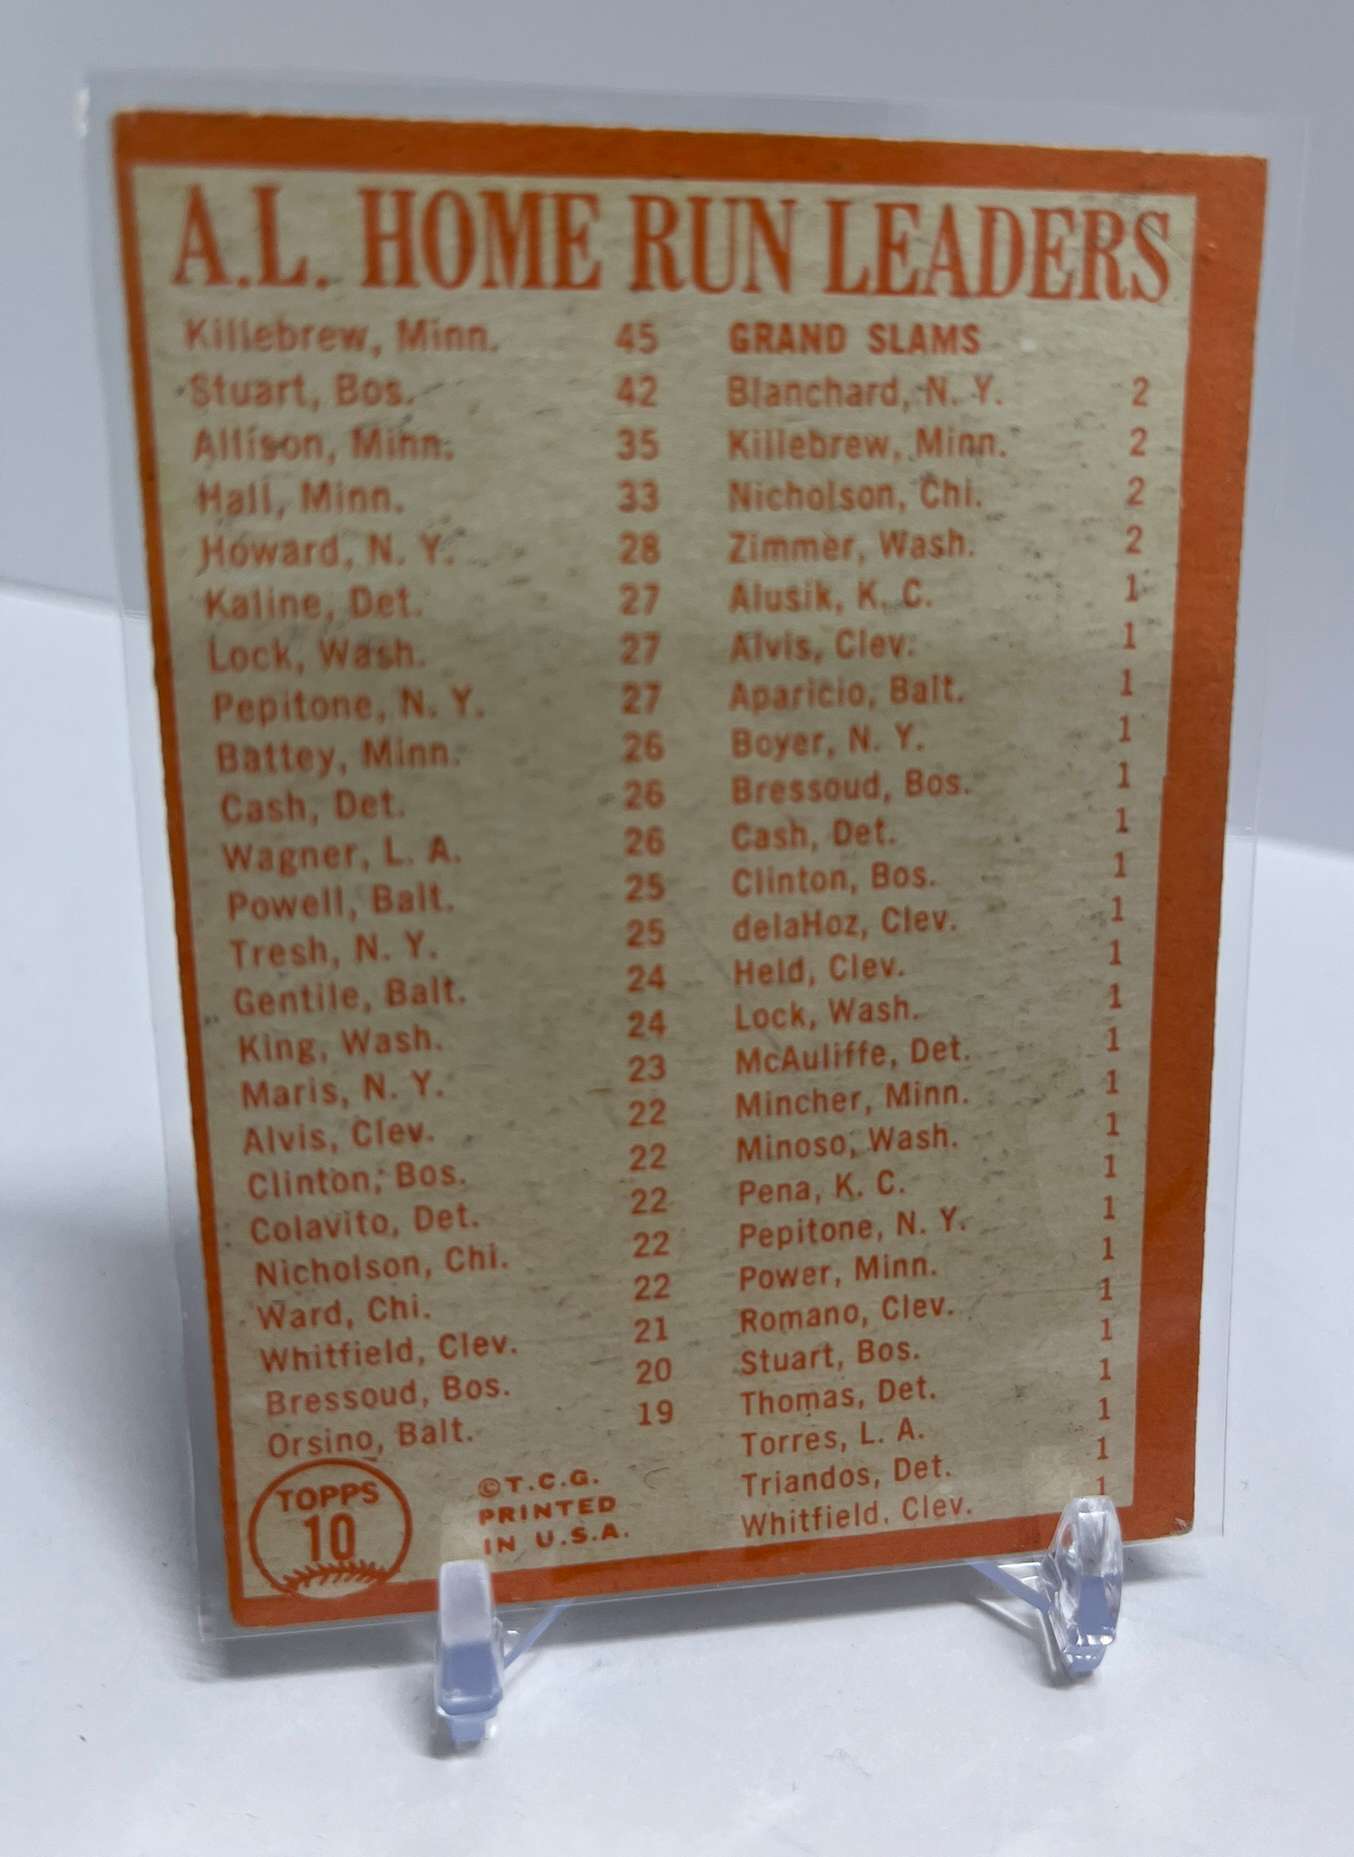 A.L. HOME RUN LEADERS
Killebrew, Minn. 45
Stuart, Bos. 42
Allison, Minn. 35
Hall, Minn. 33
Howard, N. Y. 28
Kaline, Det. 27
Lock, Wash. 27
Pepitone, N. Y. 27
Battey, Minn. 26
Cash, Det. 26
Wagner, L. A. 26
Powell, Balt. 25
Tresh, N. Y. 25
Gentile, Balt. 24
King, Wash. 24
Maris, N. Y. 23
Alvis, Clev. 22
Clinton, Bos. 22
Colavito, Det. 22
Nicholson, Chi. 22
Ward, Chi. 22
Whitfield, Clev. 21
Bressoud, Bos. 20
Orsino, Balt. 19
GRAND SLAMS
Blanchard, N. Y. 2
Killebrew, Minn. 2
Nicholson, Chi. 2
Zimmer, Wash. 2
Alusik, K. C. 1
Alvis, Clev. 1
Aparicio, Balt. 1
Boyer, N. Y. 1
Bressoud, Bos. 1
Cash, Det. 1
Clinton, Bos. 1
delaHoz, Clev. 1
Held, Clev. 1
Lock, Wash. 1
McAuliffe, Det. 1
Mincher, Minn. 1
Minoso, Wash. 1
Pena, K. C. 1
Pepitone, N. Y. 1
Power, Minn. 1
Romano, Clev. 1
Stuart, Bos. 1
Thomas, Det. 1
Torres, L. A. 1
Triandos, Det. 1
Whitfield, Clev. 1
TOPPS
10
©T.C.G.
PRINTED
IN U.S.A.